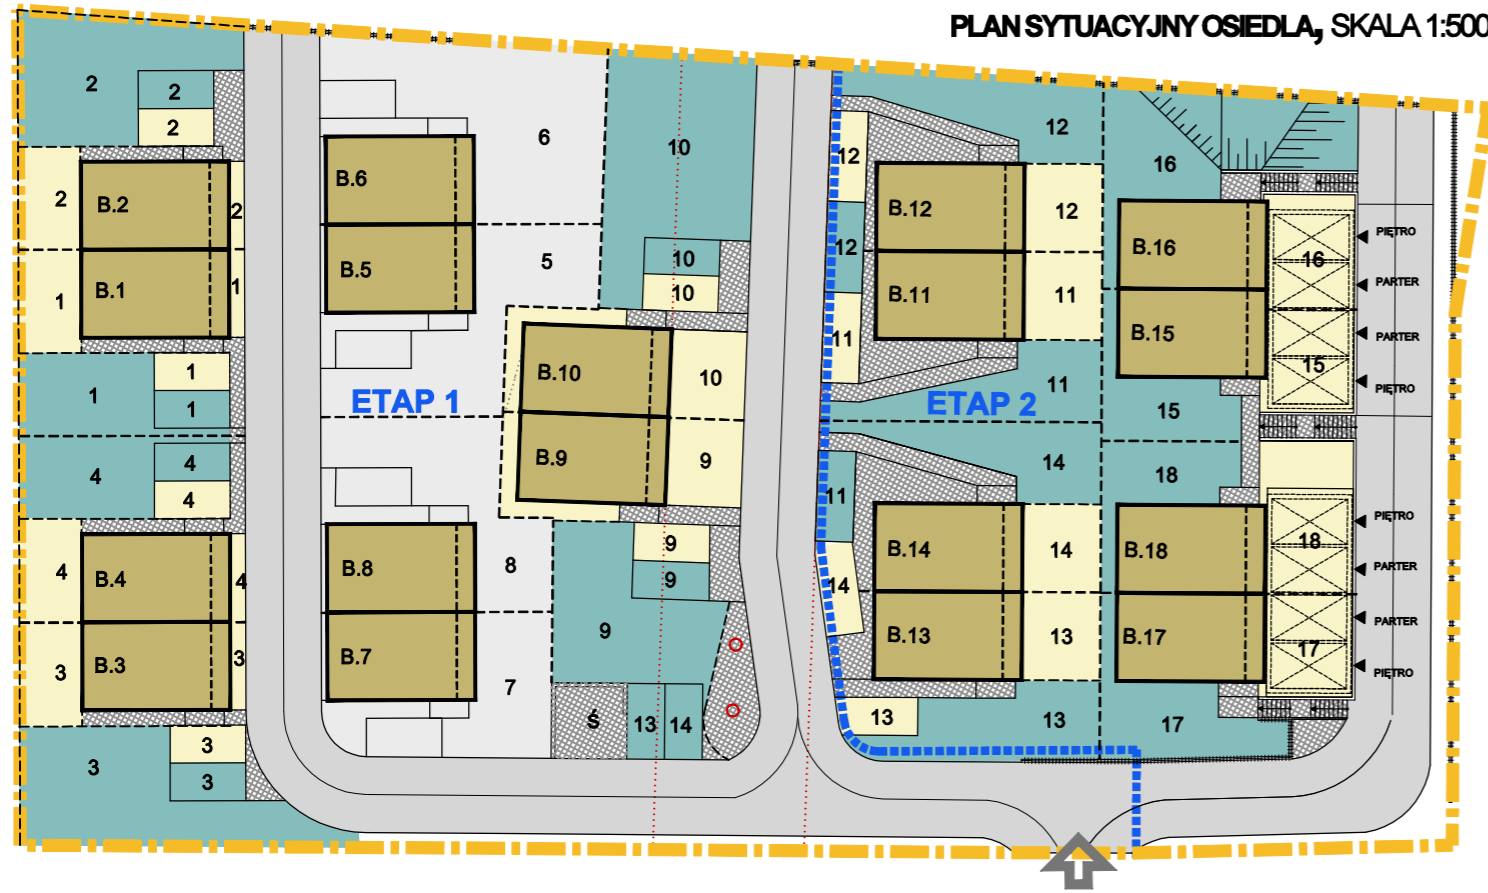 PLAN SYTUACYJNY OSIEDLA, SKALA 1:500
2
2
2
2
B.2
2
1
B.1
1
1
1
1
4
4
4
4
B.4
4
3
B.3
3
3
3
3
B.6
6
B.5
5
ETAP 1
B.8
8
B.7
7
10
10
10
B.10
10
B.9
9
9
9
9
Ś
13
14
12
12
12
11
B.12
12
B.11
11
11
ETAP 2
14
11
14
B.14
14
B.13
13
13
13
16
B.16
B.15
15
18
B.18
B.17
17
16
15
18
17
PIĘTRO
PARTER
PARTER
PIĘTRO
PIĘTRO
PARTER
PARTER
PIĘTRO